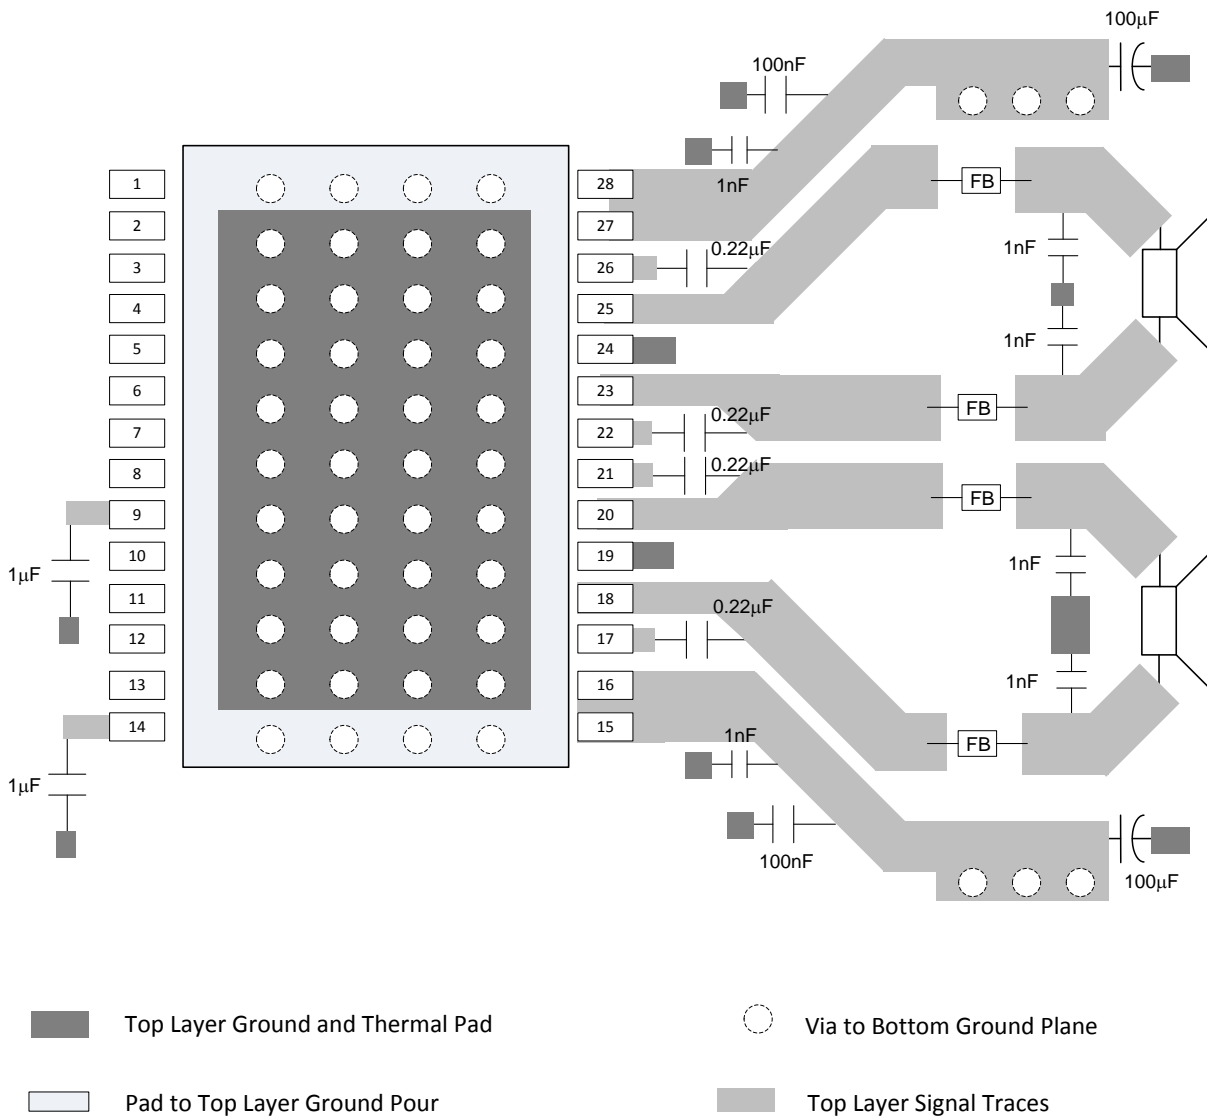 100μF
100nF
1nF
1
2
3
4
5
6
7
8
9
10
11
12
13
14
28
27
26
25
24
23
22
21
20
19
18
17
16
15
0.22μF
0.22μF
0.22μF
0.22μF
FB
FB
FB
FB
1nF
1nF
1nF
1nF
1μF
1μF
1nF
100nF
100μF
Top Layer Ground and Thermal Pad
Via to Bottom Ground Plane
Pad to Top Layer Ground Pour
Top Layer Signal Traces